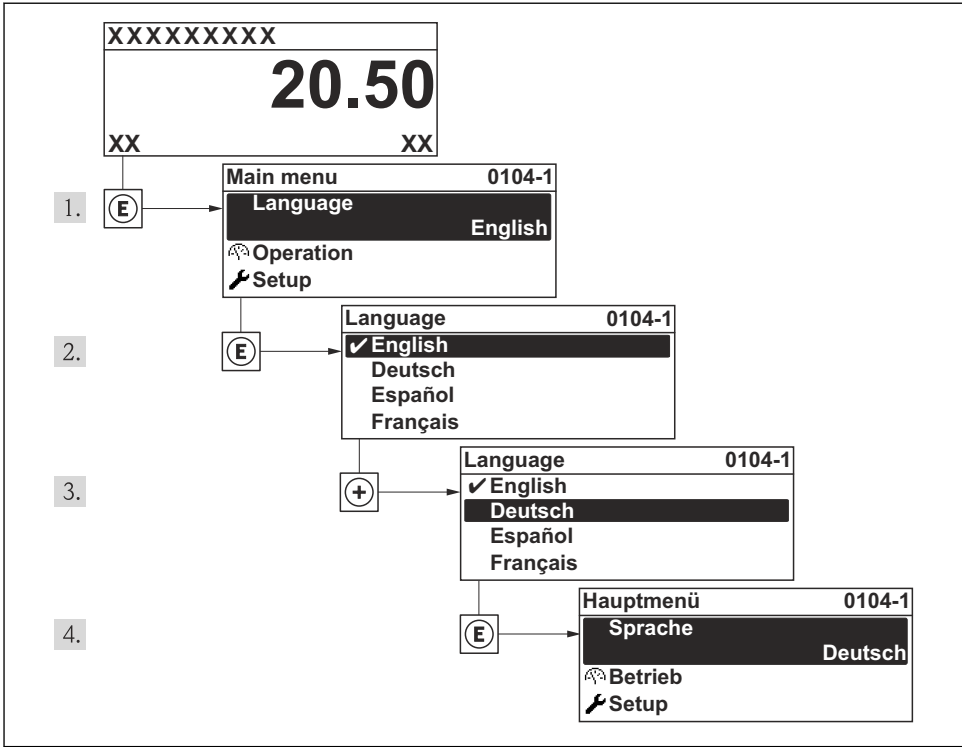 XXXXXXXXX
20.50
XX XX
1. E
Main menu 0104-1
Language
English
Operation
Setup
2. E
Language 0104-1
✔ English
Deutsch
Español
Français
3. +
Language 0104-1
✔ English
Deutsch
Español
Français
4. E
Hauptmenü 0104-1
Sprache
Deutsch
Betrieb
Setup